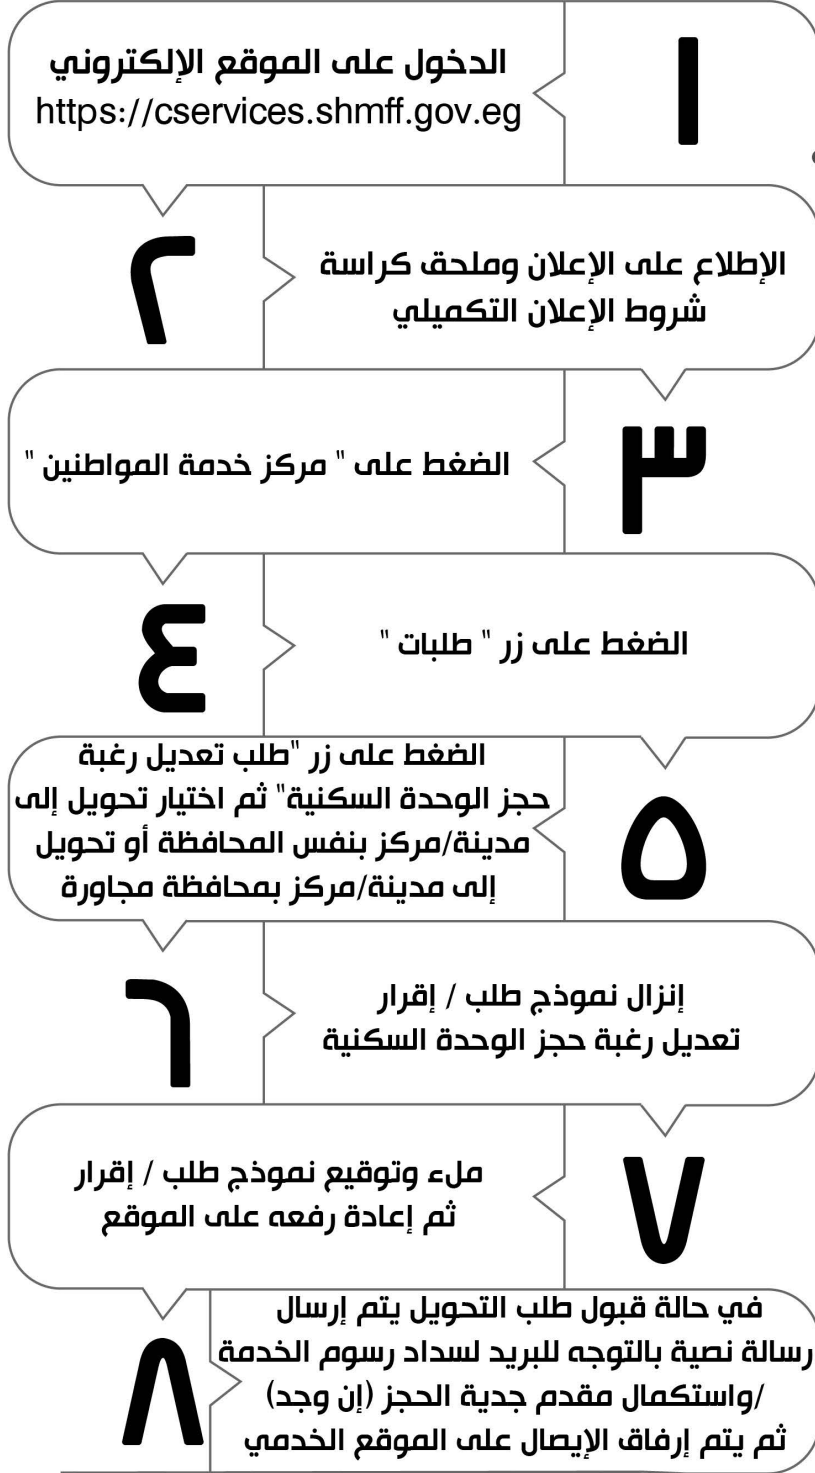 ١
الدخول على الموقع الإلكتروني
https://cservices.shmff.gov.eg
٢
الإطلاع على الإعلان وملحق كراسة
شروط الإعلان التكميلي
٣
الضغط على " مركز خدمة المواطنين "
٤
الضغط على زر " طلبات "
٥
الضغط على زر "طلب تعديل رغبة
حجز الوحدة السكنية" ثم اختيار تحويل إلى
مدينة/مركز بنفس المحافظة أو تحويل
إلى مدينة/مركز بمحافظة مجاورة
٦
إنزال نموذج طلب / إقرار
تعديل رغبة حجز الوحدة السكنية
٧
ملء وتوقيع نموذج طلب / إقرار
ثم إعادة رفعه على الموقع
٨
في حالة قبول طلب التحويل يتم إرسال
رسالة نصية بالتوجه للبريد لسداد رسوم الخدمة
/واستكمال مقدم جدية الحجز (إن وجد)
ثم يتم إرفاق الإيصال على الموقع الخدمي